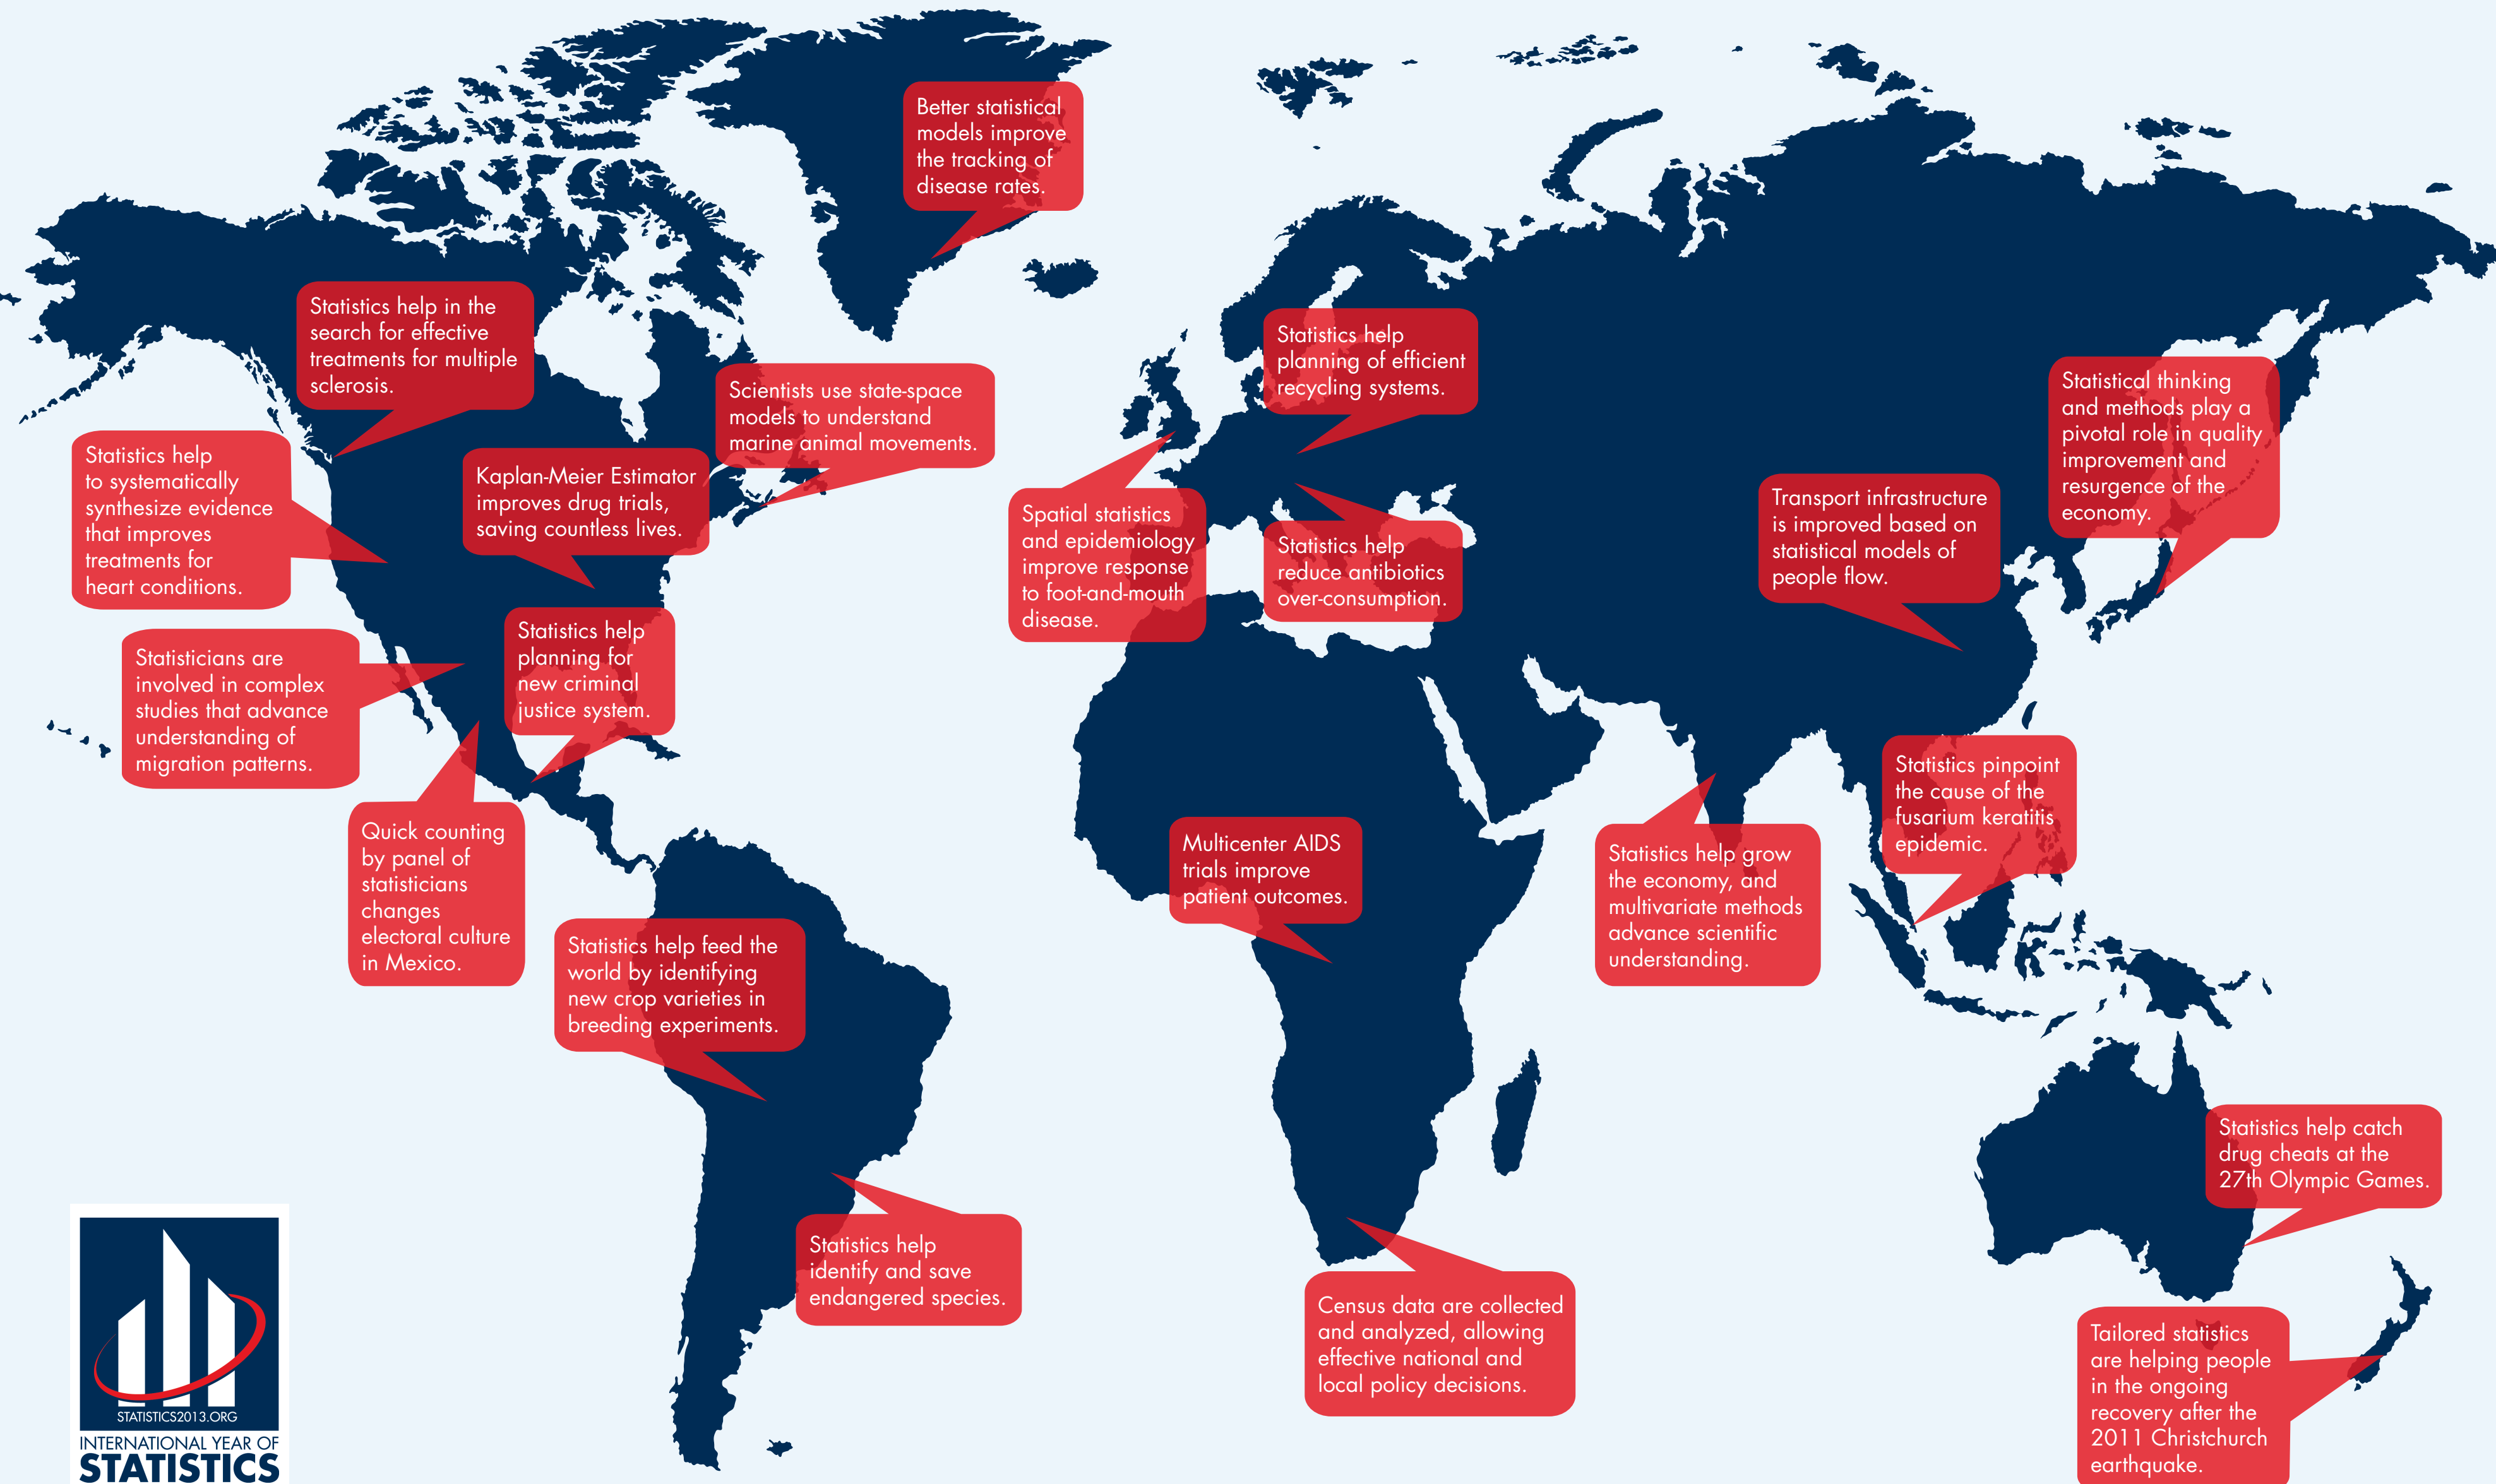 Better statistical
models improve
the tracking of
disease rates.
Statistics help in the
search for effective
treatments for multiple
sclerosis.
Scientists use state-space
models to understand
marine animal movements.
Statistics help
planning of efficient
recycling systems.
Statistical thinking
and methods play a
pivotal role in quality
improvement and
resurgence of the
economy.
Statistics help
to systematically
synthesize evidence
that improves
treatments for
heart conditions.
Kaplan-Meier Estimator
improves drug trials,
saving countless lives.
Spatial statistics
and epidemiology
improve response
to foot-and-mouth
disease.
Statistics help
reduce antibiotics
over-consumption.
Transport infrastructure
is improved based on
statistical models of
people flow.
Statisticians are
involved in complex
studies that advance
understanding of
migration patterns.
Statistics help
planning for
new criminal
justice system.
Quick counting
by panel of
statisticians
changes
electoral culture
in Mexico.
Multicenter AIDS
trials improve
patient outcomes.
Statistics help grow
the economy, and
multivariate methods
advance scientific
understanding.
Statistics pinpoint
the cause of the
fusarium keratitis
epidemic.
Statistics help feed the
world by identifying
new crop varieties in
breeding experiments.
Statistics help
identify and save
endangered species.
Census data are collected
and analyzed, allowing
effective national and
local policy decisions.
Statistics help catch
drug cheats at the
27th Olympic Games.
Tailored statistics
are helping people
in the ongoing
recovery after the
2011 Christchurch
earthquake.
STATISTICS2013.ORG
INTERNATIONAL YEAR OF
STATISTICS